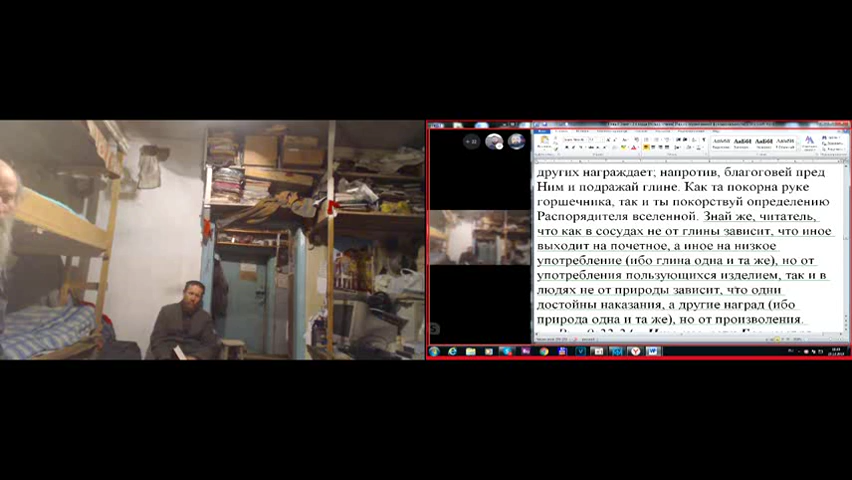 других награждает; напротив, благоговей пред
Ним и подражай глине. Как та покорна руке
горшечника, так и ты покорствуй определению
Распорядителя вселенной. Знай же, читатель,
что как в сосудах не от глины зависит, что иное
выходит на почетное, а иное на низкое
употребление (ибо глина одна и та же), но от
употребления пользующихся изделием, так и в
людях не от природы зависит, что одни
достойны наказания, а другие наград (ибо
природа одна и та же), но от произволения.